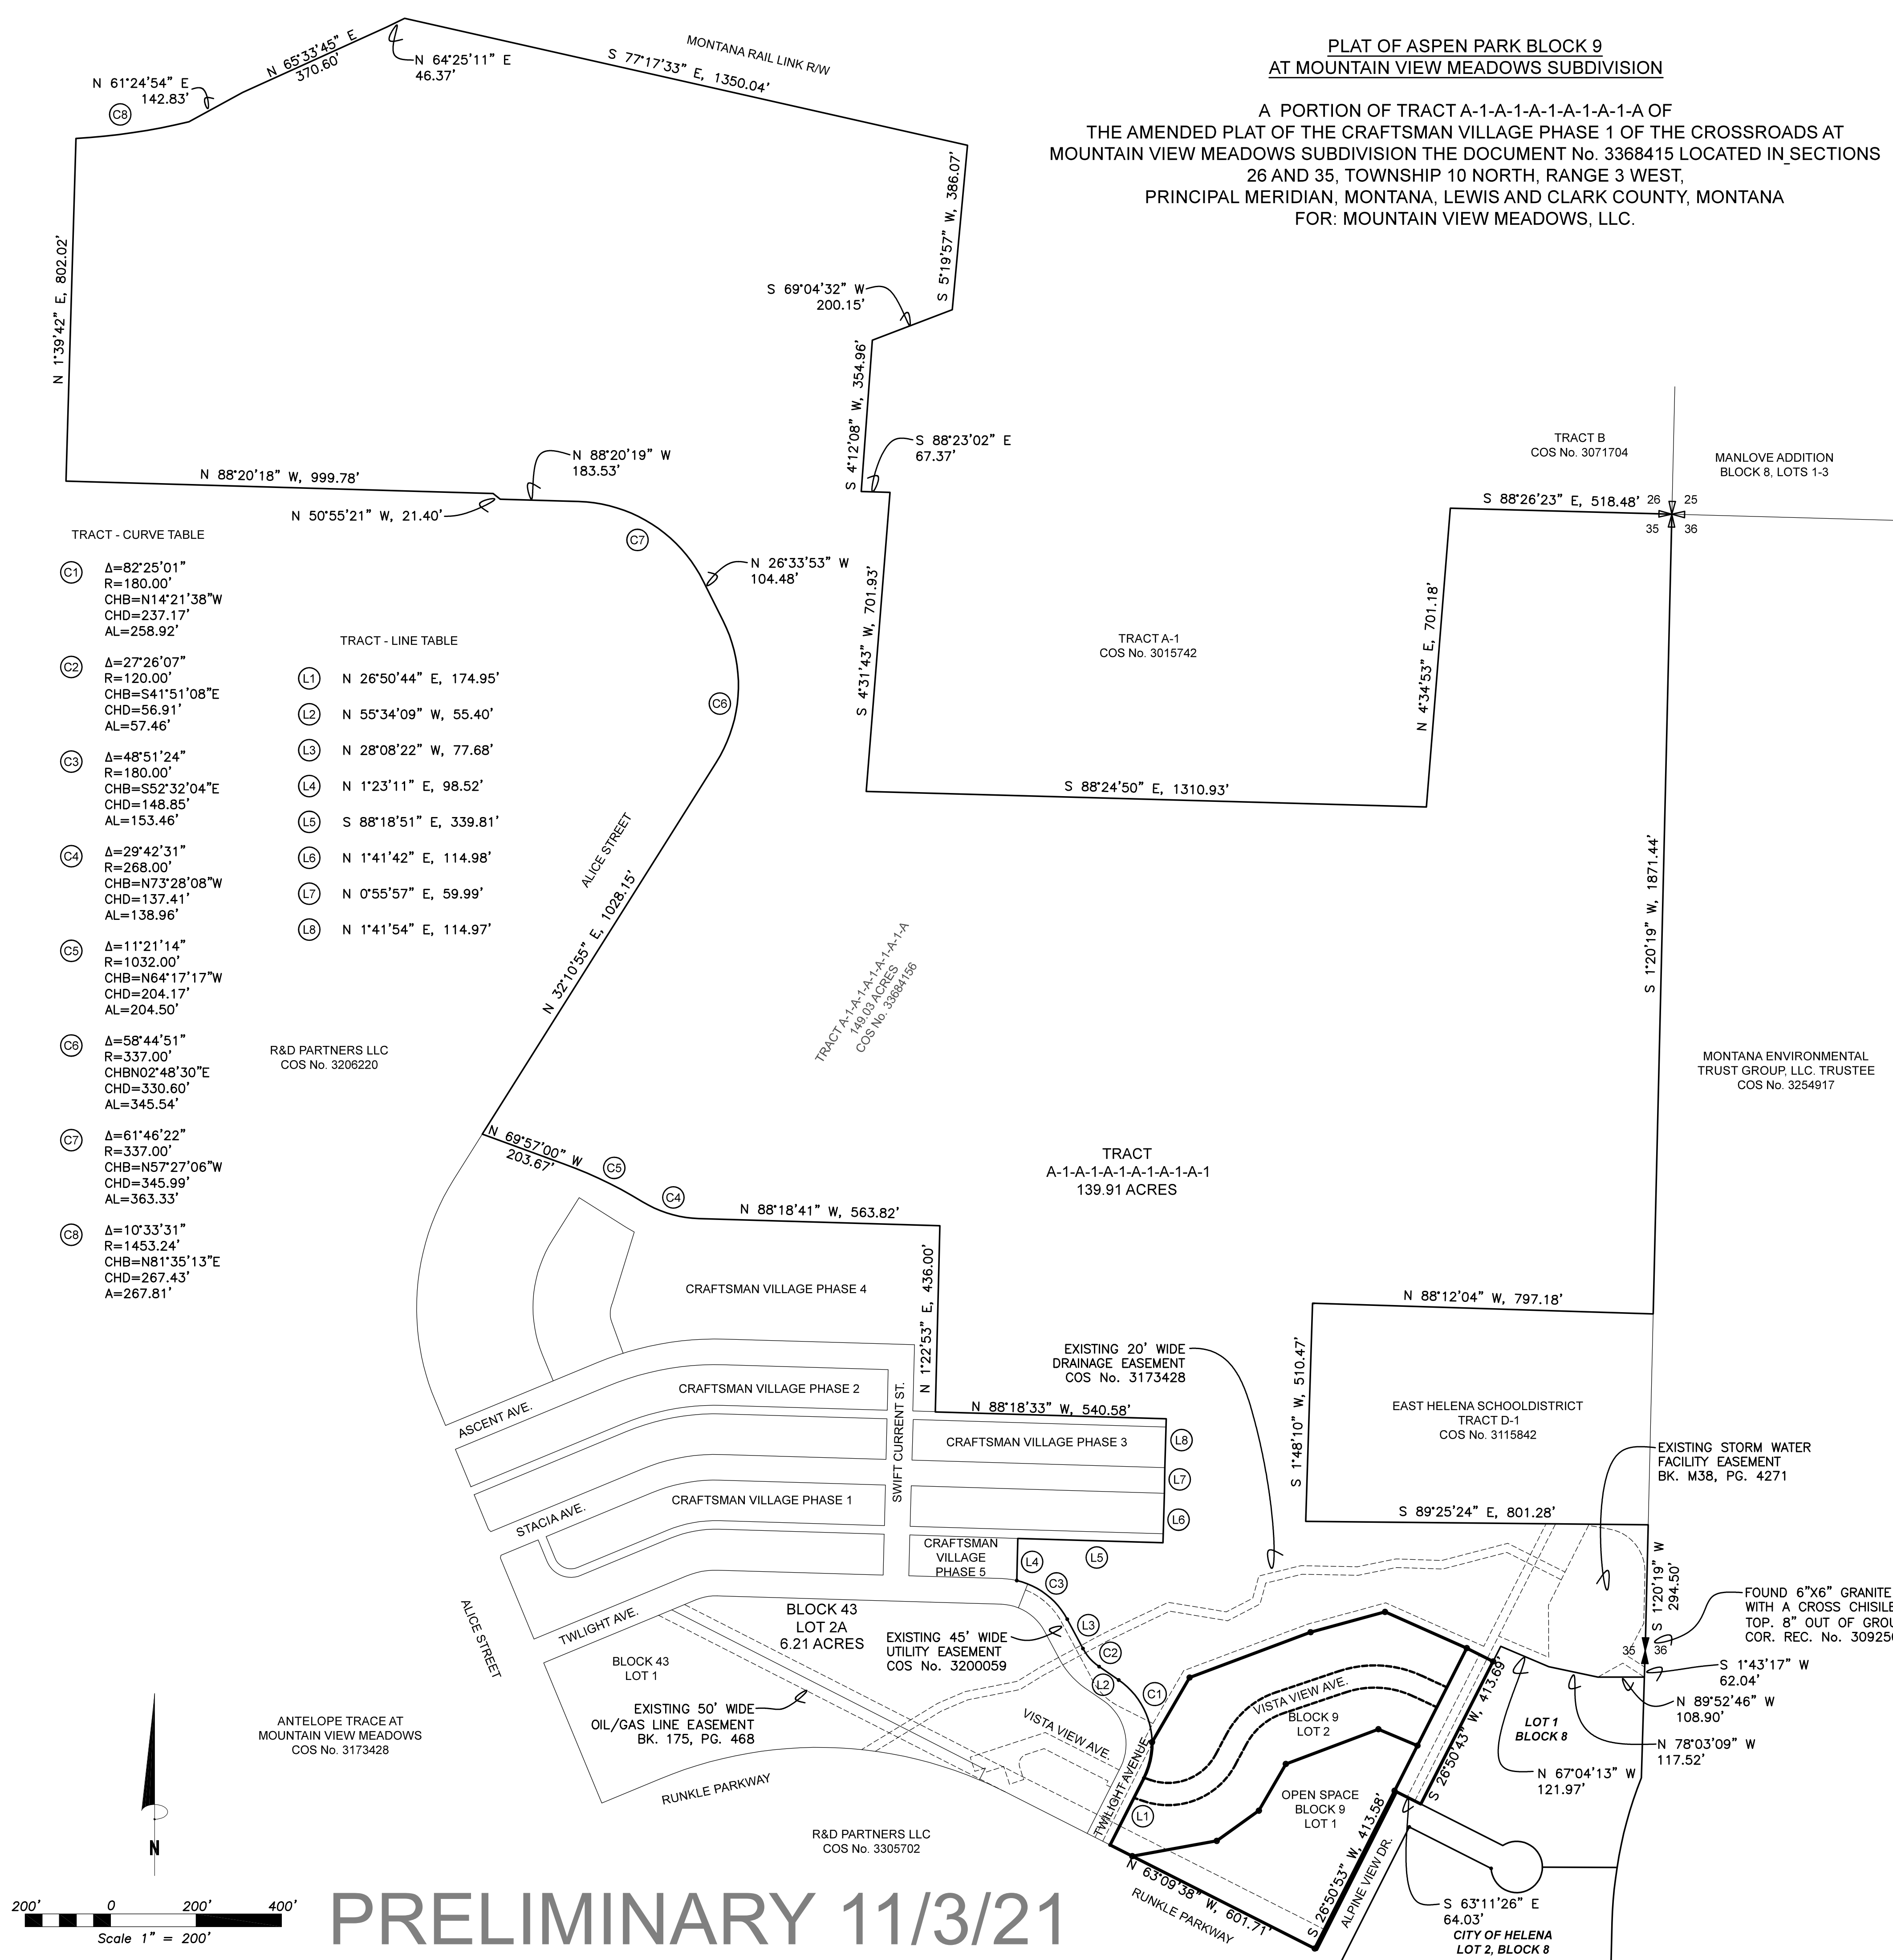 PLAT OF ASPEN PARK BLOCK 9
AT MOUNTAIN VIEW MEADOWS SUBDIVISION
A PORTION OF TRACT A-1-A-1-A-1-A-1-A-1-A OF
THE AMENDED PLAT OF THE CRAFTSMAN VILLAGE PHASE 1 OF THE CROSSROADS AT
MOUNTAIN VIEW MEADOWS SUBDIVISION THE DOCUMENT No. 3368415 LOCATED IN_SECTIONS
26 AND 35, TOWNSHIP 10 NORTH, RANGE 3 WEST,
PRINCIPAL MERIDIAN, MONTANA, LEWIS AND CLARK COUNTY, MONTANA
FOR: MOUNTAIN VIEW MEADOWS, LLC.
N 65°33'45" E
370.60'
N 64°25'11" E
46.37'
MONTANA RAIL LINK R/W
S 77°17'33" E, 1350.04'
N 61°24'54" E
142.83'
C8
S 5°19'57" W, 386.07'
N 1°39'42" E, 802.02'
S 69°04'32" W
200.15'
S 4°12'08" W, 354.96'
S 88°23'02" E
67.37'
N 88°20'18" W, 999.78'
N 88°20'19" W
183.53'
N 50°55'21" W, 21.40'
C7
N 26°33'53" W
104.48'
C6
S 4°31'43" W, 701.93'
TRACT A-1
COS No. 3015742
N 4°34'53" E, 701.18'
S 88°24'50" E, 1310.93'
TRACT B
COS No. 3071704
MANLOVE ADDITION
BLOCK 8, LOTS 1-3
S 88°26'23" E, 518.48'
26 25
35 36
S 1°20'19" W, 1871.44'
TRACT - CURVE TABLE
C1
Δ=82°25'01"
R=180.00'
CHB=N14°21'38"W
CHD=237.17'
AL=258.92'
C2
Δ=27°26'07"
R=120.00'
CHB=S41°51'08"E
CHD=56.91'
AL=57.46'
C3
Δ=48°51'24"
R=180.00'
CHB=S52°32'04"E
CHD=148.85'
AL=153.46'
C4
Δ=29°42'31"
R=268.00'
CHB=N73°28'08"W
CHD=137.41'
AL=138.96'
C5
Δ=11°21'14"
R=1032.00'
CHB=N64°17'17"W
CHD=204.17'
AL=204.50'
C6
Δ=58°44'51"
R=337.00'
CHBN02°48'30"E
CHD=330.60'
AL=345.54'
C7
Δ=61°46'22"
R=337.00'
CHB=N57°27'06"W
CHD=345.99'
AL=363.33'
C8
Δ=10°33'31"
R=1453.24'
CHB=N81°35'13"E
CHD=267.43'
A=267.81'
TRACT - LINE TABLE
L1 N 26°50'44" E, 174.95'
L2 N 55°34'09" W, 55.40'
L3 N 28°08'22" W, 77.68'
L4 N 1°23'11" E, 98.52'
L5 S 88°18'51" E, 339.81'
L6 N 1°41'42" E, 114.98'
L7 N 0°55'57" E, 59.99'
L8 N 1°41'54" E, 114.97'
ALICE STREET
N 32°10'55" E, 1028.15'
TRACT A-1-A-1-A-1-A-1-A-1-A-1-A
149.03 ACRES
COS No. 33684156
R&D PARTNERS LLC
COS No. 3206220
MONTANA ENVIRONMENTAL
TRUST GROUP, LLC. TRUSTEE
COS No. 3254917
N 69°57'00" W
203.67'
C5
C4
N 88°18'41" W, 563.82'
TRACT
A-1-A-1-A-1-A-1-A-1-A-1
139.91 ACRES
CRAFTSMAN VILLAGE PHASE 4
N 1°22'53" E, 436.00'
N 88°12'04" W, 797.18'
S 1°48'10" W, 510.47'
EXISTING 20' WIDE
DRAINAGE EASEMENT
COS No. 3173428
CRAFTSMAN VILLAGE PHASE 2
ASCENT AVE.
N 88°18'33" W, 540.58'
CRAFTSMAN VILLAGE PHASE 3
L8
L7
L6
SWIFT CURRENT ST.
CRAFTSMAN VILLAGE PHASE 1
STACIA AVE.
CRAFTSMAN
VILLAGE
PHASE 5
L4
L5
C3
EAST HELENA SCHOOLDISTRICT
TRACT D-1
COS No. 3115842
EXISTING STORM WATER
FACILITY EASEMENT
BK. M38, PG. 4271
S 89°25'24" E, 801.28'
S 1°20'19" W
294.50'
FOUND 6"X6" GRANITE
WITH A CROSS CHISILE
TOP. 8" OUT OF GROU
COR. REC. No. 309256
35 36
S 1°43'17" W
62.04'
N 89°52'46" W
108.90'
N 78°03'09" W
117.52'
N 67°04'13" W
121.97'
LOT 1
BLOCK 8
ALICE STREET
TWLIGHT AVE.
BLOCK 43
LOT 2A
6.21 ACRES
BLOCK 43
LOT 1
EXISTING 45' WIDE
UTILITY EASEMENT
COS No. 3200059
L3
C2
L2
C1
EXISTING 50' WIDE
OIL/GAS LINE EASEMENT
BK. 175, PG. 468
VISTA VIEW AVE.
VISTA VIEW AVE.
BLOCK 9
LOT 2
S 26°50'43" W, 413.69'
TWILIGHT AVENUE
L1
OPEN SPACE
BLOCK 9
LOT 1
ANTELOPE TRACE AT
MOUNTAIN VIEW MEADOWS
COS No. 3173428
RUNKLE PARKWAY
R&D PARTNERS LLC
COS No. 3305702
N 63°09'38" W, 601.71'
RUNKLE PARKWAY
S 26°50'53" W, 413.58'
ALPINE VIEW DR.
S 63°11'26" E
64.03'
CITY OF HELENA
LOT 2, BLOCK 8
N
200' 0 200' 400'
Scale 1" = 200'
PRELIMINARY 11/3/21